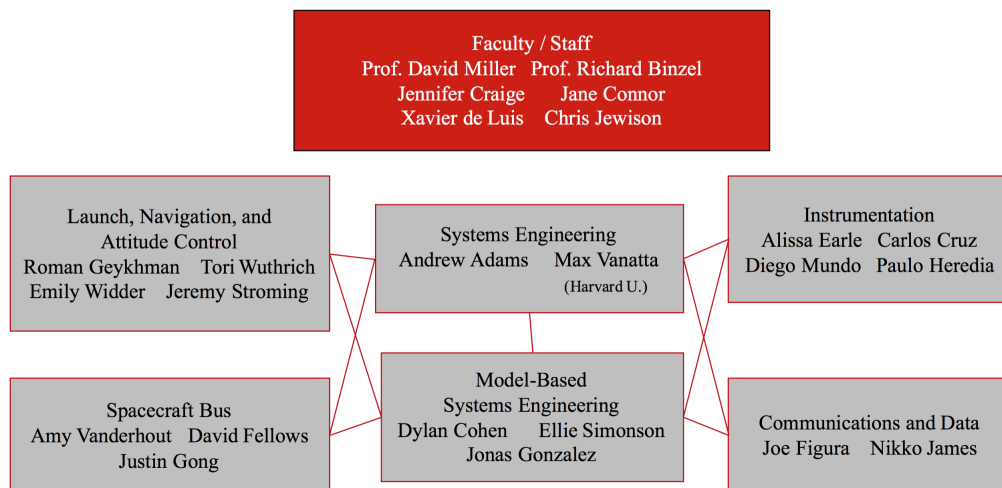 Faculty / Staff
Prof. David Miller Prof. Richard Binzel
Jennifer Craige Jane Connor
Xavier de Luis Chris Jewison
Launch, Navigation, and
Attitude Control
Roman Geykhman Tori Wuthrich
Emily Widder Jeremy Stroming
Systems Engineering
Andrew Adams Max Vanatta
(Harvard U.)
Instrumentation
Alissa Earle Carlos Cruz
Diego Mundo Paulo Heredia
Spacecraft Bus
Amy Vanderhout David Fellows
Justin Gong
Model-Based
Systems Engineering
Dylan Cohen Ellie Simonson
Jonas Gonzalez
Communications and Data
Joe Figura Nikko James